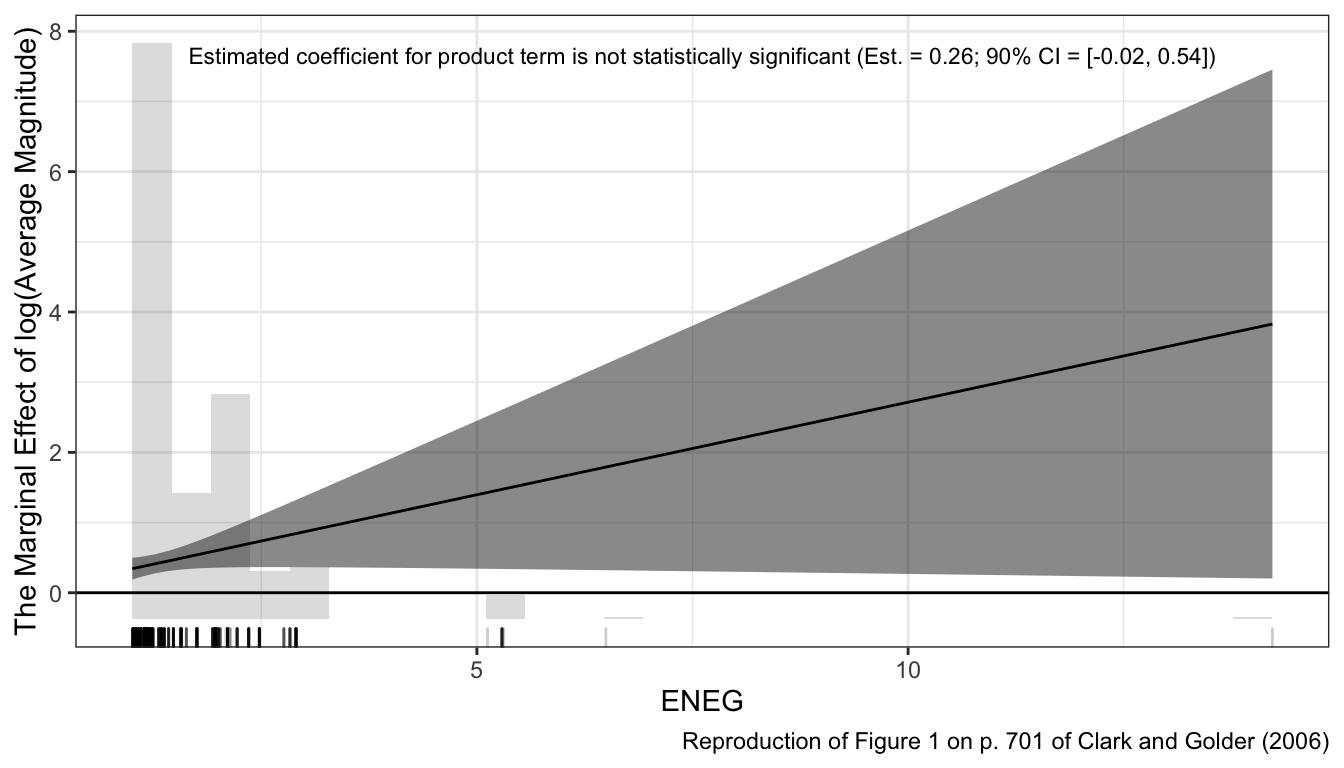 Estimated coefficient for product term is not statistically significant (Est. = 0.26; 90% CI = [-0.02, 0.54])
The Marginal Effect of log(Average Magnitude)
8
6
4
2
0
5
10
ENEG
Reproduction of Figure 1 on p. 701 of Clark and Golder (2006)